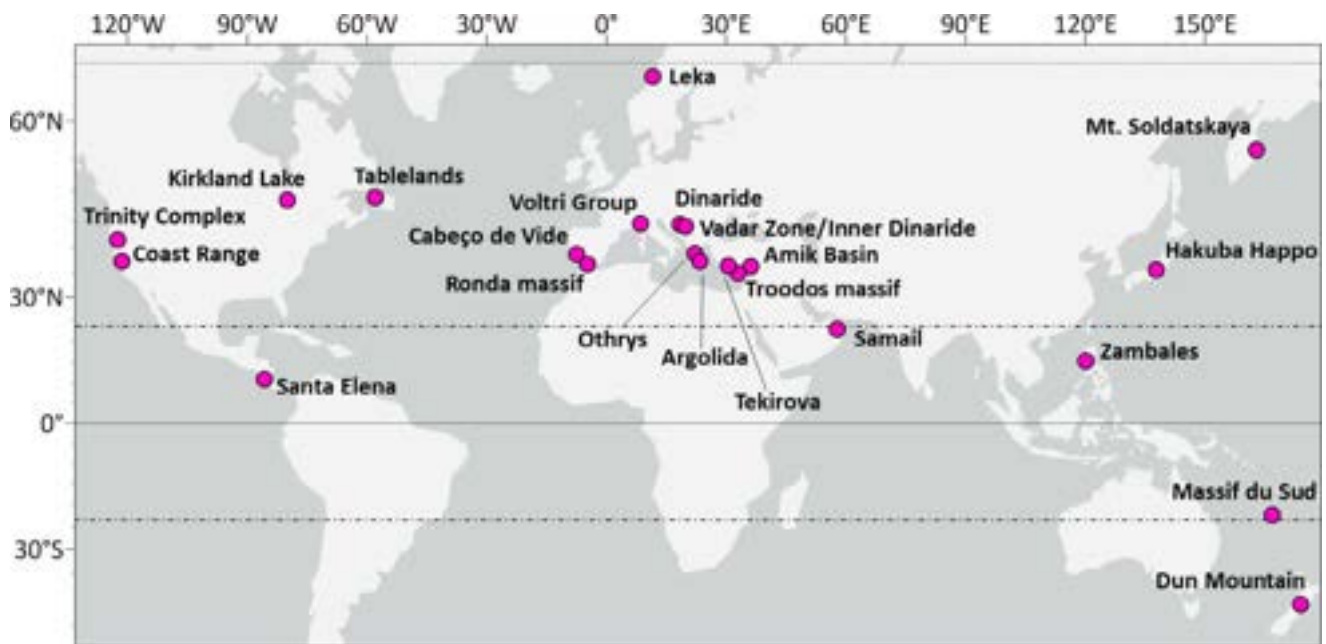 120°W 90°W 60°W 30°W 0° 30°E 60°E 90°E 120°E 150°E
Leka
60°N
Mt. Soldatskaya
Kirkland Lake
Tablelands
Voltri Group
Dinaride
Trinity Complex
Vadar Zone/Inner Dinaride
Cabeço de Vide
Coast Range
Amik Basin
Hakuba Happo
Ronda massif
Troodos massif
30°N
Othrys
Samail
Argolida
Zambales
Santa Elena
Tekirova
0°
Massif du Sud
30°S
Dun Mountain